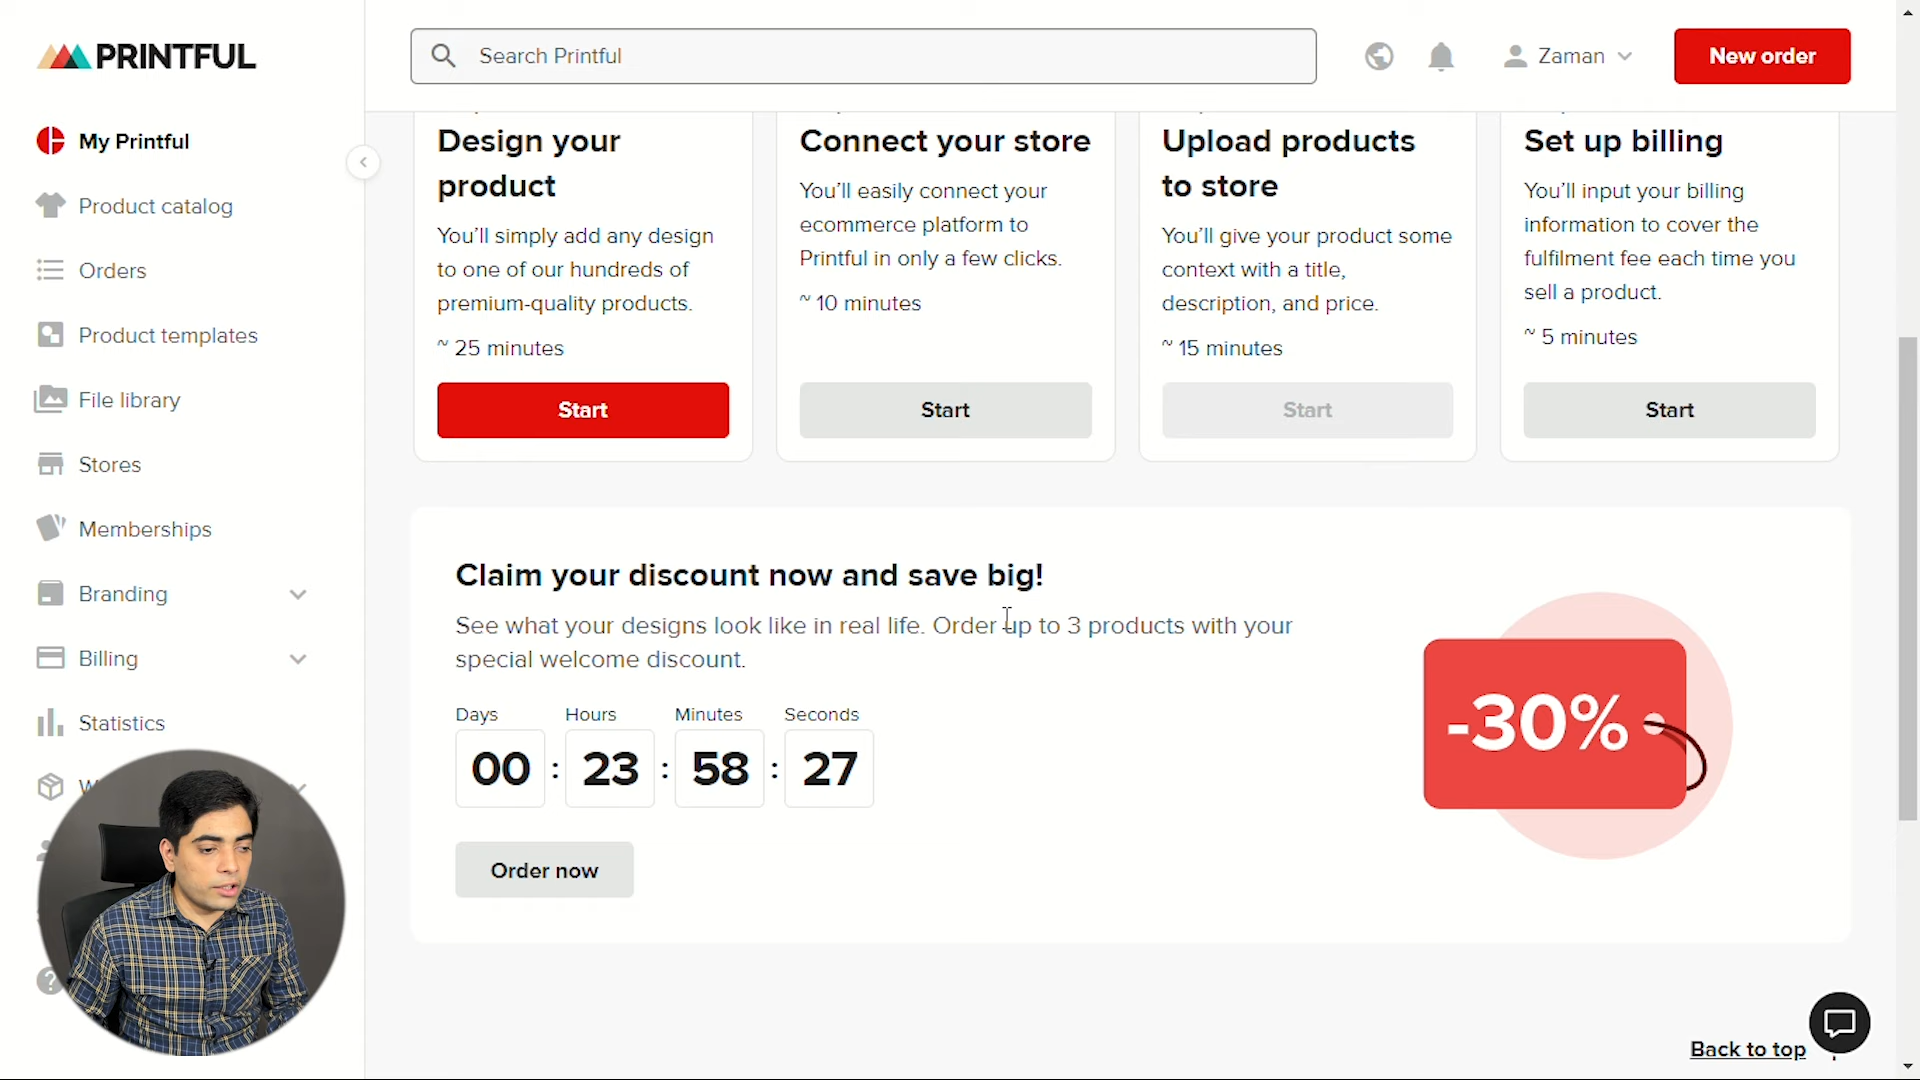 PRINTFUL
Search Printful
Zaman
New order
My Printful
Product catalog
Orders
Product templates
File library
Stores
Memberships
Branding
Billing
Statistics
Design your
product
You'll simply add any design
to one of our hundreds of
premium-quality products.
~ 25 minutes
Start
Connect your store
You'll easily connect your
ecommerce platform to
Printful in only a few clicks.
~ 10 minutes
Start
Upload products
to store
You'll give your product some
context with a title,
description, and price.
~ 15 minutes
Start
Set up billing
You'll input your billing
information to cover the
fulfilment fee each time you
sell a product.
~ 5 minutes
Start
Claim your discount now and save big!
See what your designs look like in real life. Order up to 3 products with your
special welcome discount.
Days Hours Minutes Seconds
00 : 23 : 58 : 27
Order now
-30%
Back to top